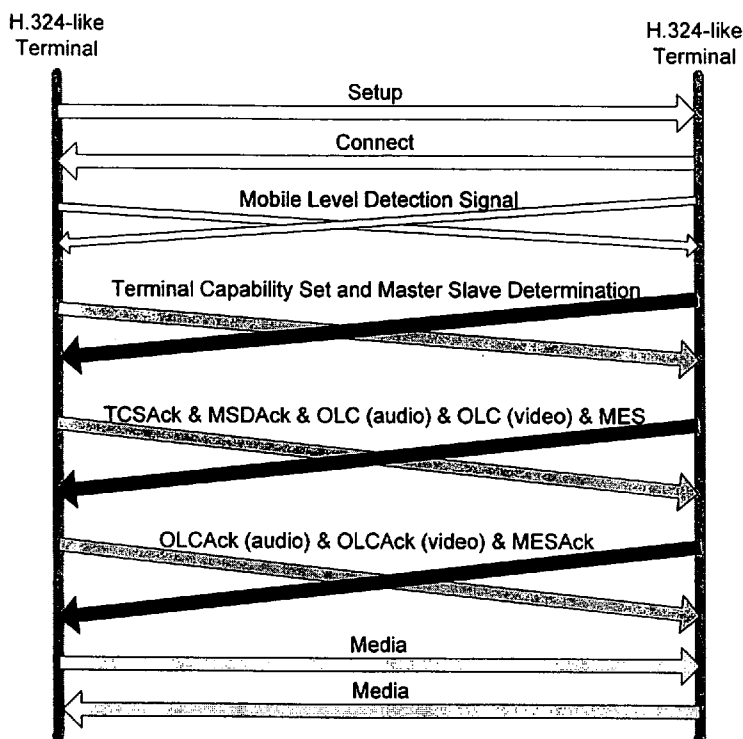 H.324-like
Terminal
H.324-like
Terminal
Setup
Connect
Mobile Level Detection Signal
Terminal Capability Set and Master Slave Determination
TCSAck & MSDAck & OLC (audio) & OLC (video) & MES
OLCAck (audio) & OLCAck (video) & MESAck
Media
Media